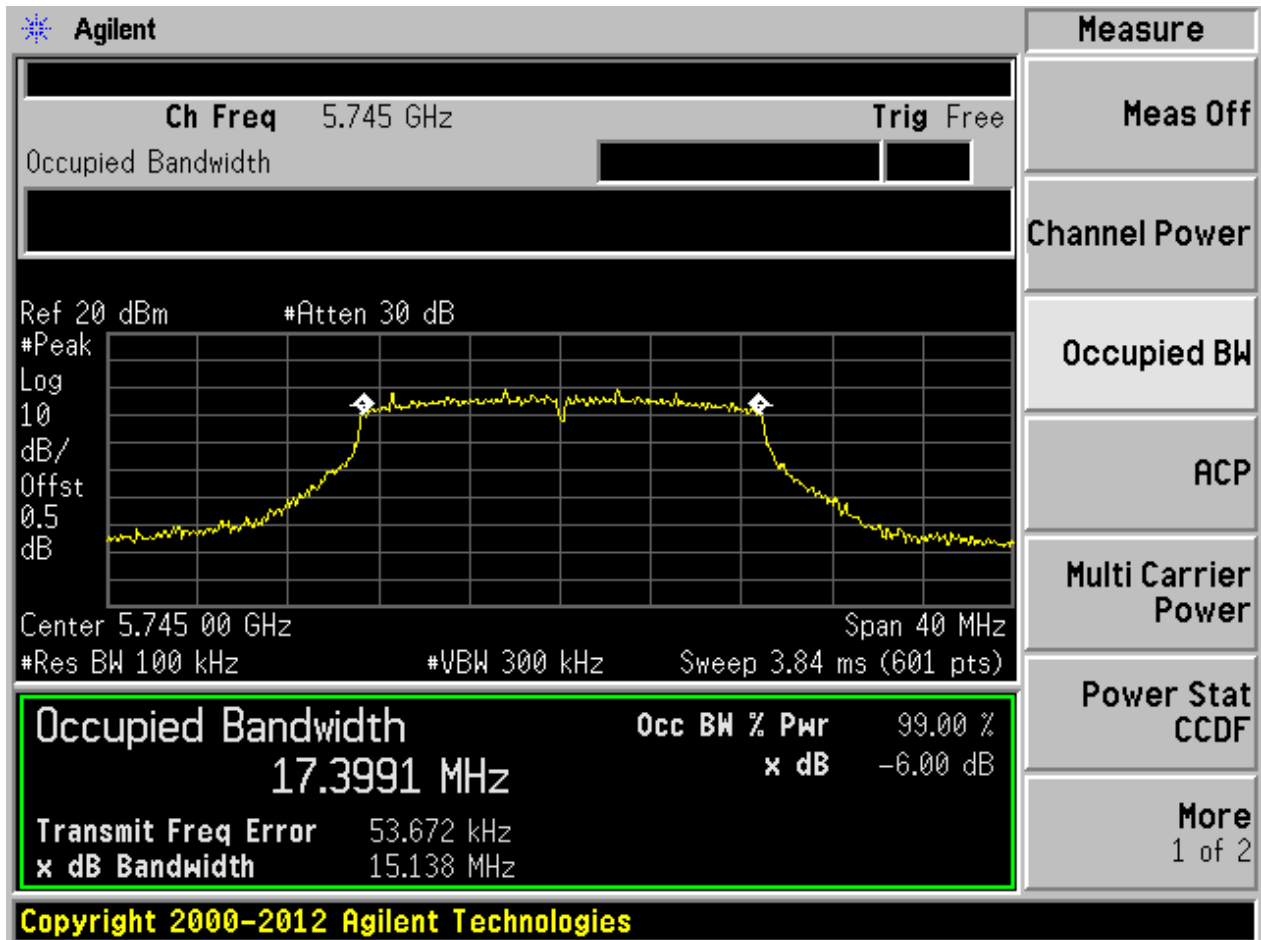 Agilent
Measure
Ch Freq 5.745 GHz Trig Free
Occupied Bandwidth
Meas Off
Channel Power
Occupied BW
ACP
Multi Carrier
Power
Power Stat
CCDF
More
1 of 2
Ref 20 dBm #Atten 30 dB
#Peak
Log
10
dB/
Offst
0.5
dB
Center 5.745 00 GHz Span 40 MHz
#Res BW 100 kHz #VBW 300 kHz Sweep 3.84 ms (601 pts)
Occupied Bandwidth Occ BW % Pwr 99.00 %
17.3991 MHz x dB -6.00 dB
Transmit Freq Error 53.672 kHz
x dB Bandwidth 15.138 MHz
Copyright 2000-2012 Agilent Technologies